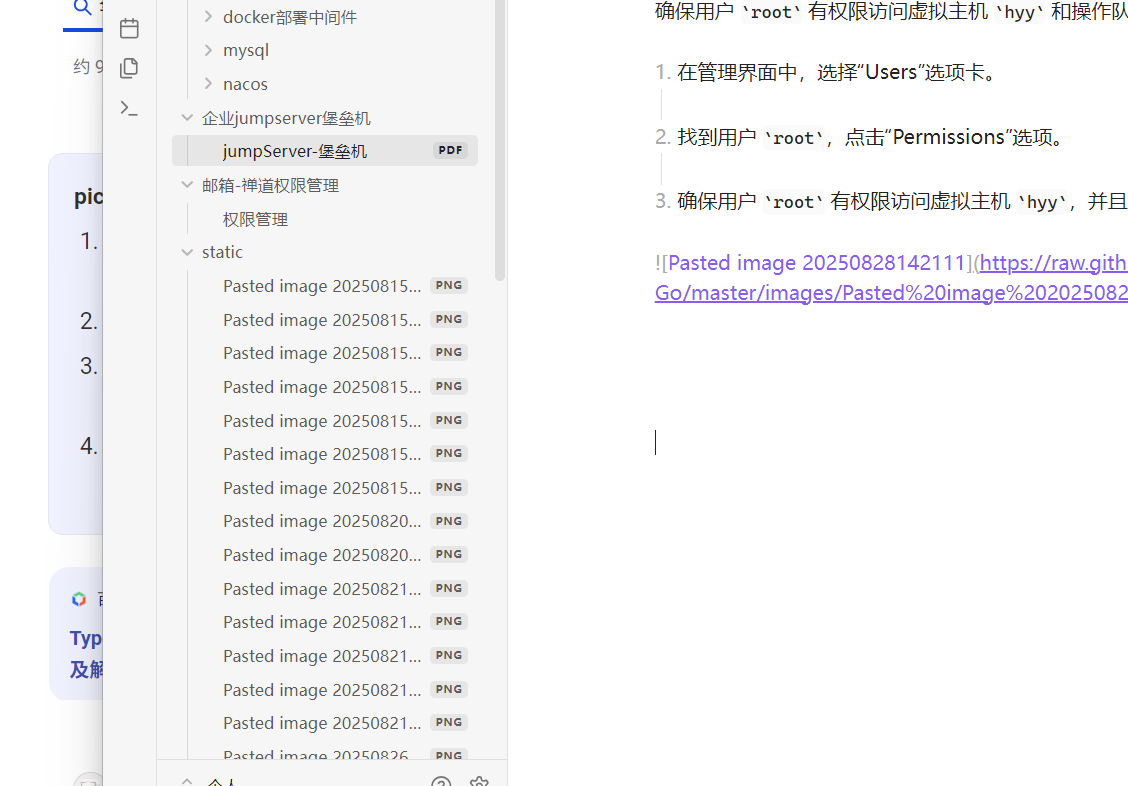 约 9
pic
1.
2.
3.
4.
Typ
及解
docker部署中间件
mysql
nacos
企业jumpserver堡垒机
jumpServer-堡垒机 PDF
邮箱-禅道权限管理
权限管理
static
Pasted image 20250815... PNG
Pasted image 20250815... PNG
Pasted image 20250815... PNG
Pasted image 20250815... PNG
Pasted image 20250815... PNG
Pasted image 20250815... PNG
Pasted image 20250815... PNG
Pasted image 20250820... PNG
Pasted image 20250820... PNG
Pasted image 20250821... PNG
Pasted image 20250821... PNG
Pasted image 20250821... PNG
Pasted image 20250821... PNG
Pasted image 20250821... PNG
Pasted image 20250826... PNG
个人
确保用户 `root` 有权限访问虚拟主机 `hyy` 和操作队
1. 在管理界面中，选择“Users”选项卡。
2. 找到用户 `root`，点击“Permissions”选项。
3. 确保用户 `root` 有权限访问虚拟主机 `hyy`，并且
![Pasted image 20250828142111](https://raw.gith
Go/master/images/Pasted%20image%202025082